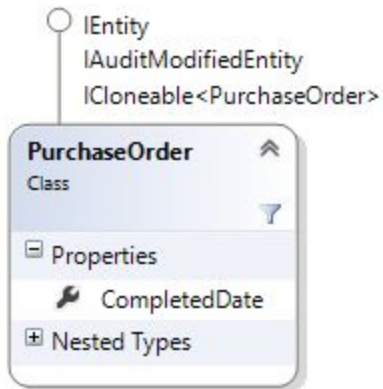 IEntity
IAuditModifiedEntity
ICloneable<PurchaseOrder>
PurchaseOrder
Class
Properties
CompletedDate
Nested Types